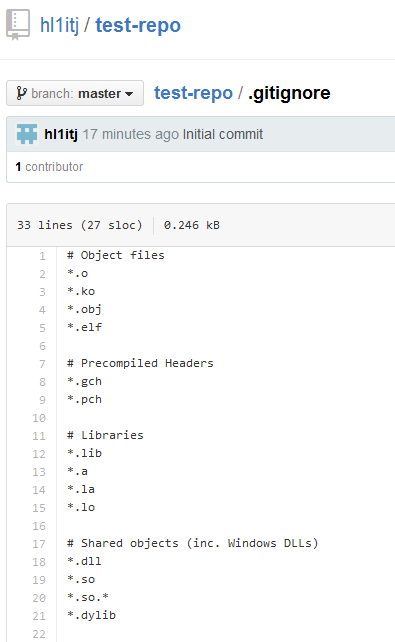 hl1itj / test-repo
branch: master test-repo / .gitignore
hl1itj 17 minutes ago Initial commit
1 contributor
33 lines (27 sloc) 0.246 kB
1 # Object files
2 *.o
3 *.ko
4 *.obj
5 *.elf
6
7 # Precompiled Headers
8 *.gch
9 *.pch
10
11 # Libraries
12 *.lib
13 *.a
14 *.la
15 *.lo
16
17 # Shared objects (inc. Windows DLLs)
18 *.dll
19 *.so
20 *.so.*
21 *.dylib
22